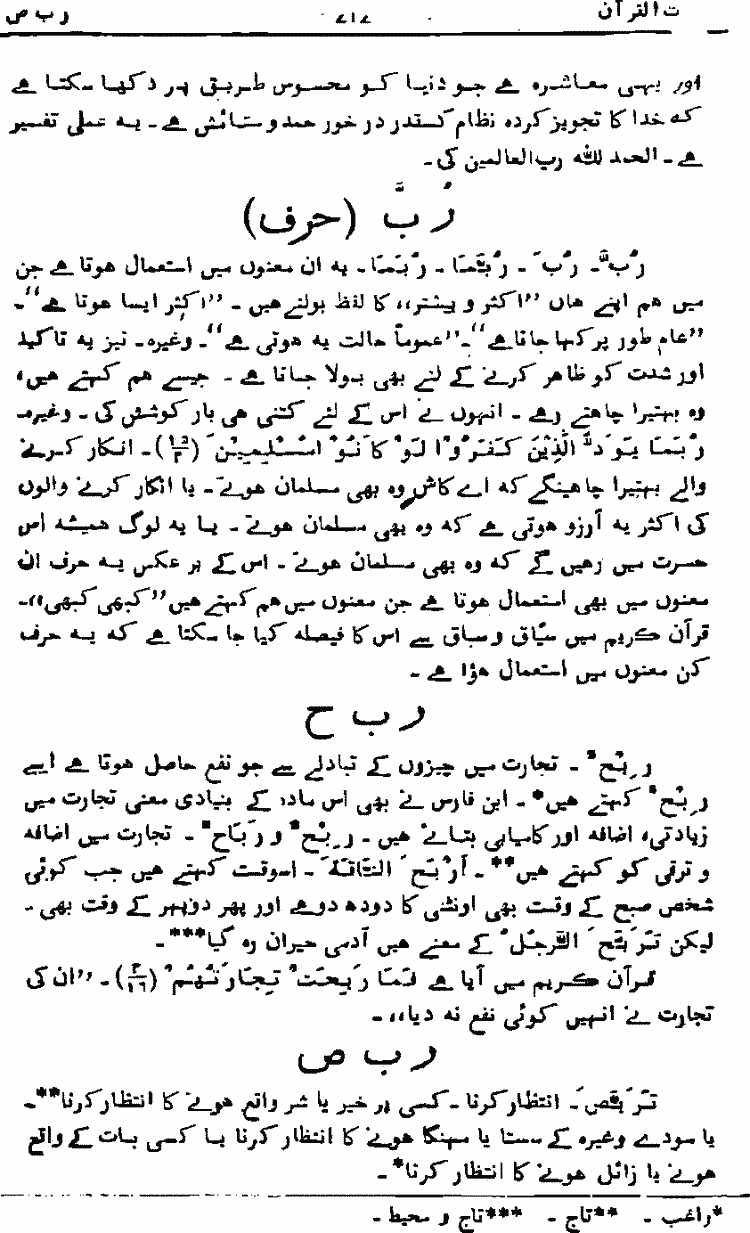 ت القرآن ۷۱۷ ر ب ص
اور یہی معاشرہ ہے جو دنیا کو محسوس طریق پر دکھا سکتا ہے
کہ خدا کا تجویز کردہ نظام کسقدر در خور حمد و ستائش ہے ۔ یہ عملی تفسیر
ہے ۔ الحمد للہ رب العالمین کی ۔
رُبَّ (حرف)
رُبَّ ۔ رُبَ ۔ رُبَّمَا ۔ رُبَمَا ۔ یہ ان معنوں میں استعمال ہوتا ہے جن
میں ہم اپنے ہاں ”اکثر و بیشتر،، کا لفظ بولتے ہیں ۔ ”اکثر ایسا ہوتا ہے“ ۔
”عام طور پر کہا جاتا ہے“ ۔ ”عموماً حالت یہ ہوتی ہے“ ۔ وغیرہ ۔ نیز یہ تاکید
اور شدت کو ظاہر کرنے کے لئے بھی بولا جاتا ہے ۔ جیسے ہم کہتے ہیں،
وہ بہتیرا چاہتے رہے ۔ انہوں نے اس کے لئے کتنی ہی بار کوشش کی ۔ وغیرہ ۔
رُبَمَا يَوَدُّ الَّذِيْنَ كَفَرُوْا لَوْ كَانُوْا مُسْلِمِيْنَ (۱۵/۲) ۔ انکار کرنے
والے بہتیرا چاہینگے کہ اے کاش وہ بھی مسلمان ہوتے ۔ یا انکار کرنے والوں
کی اکثر یہ آرزو ہوتی ہے کہ وہ بھی مسلمان ہوتے ۔ یا یہ لوگ ہمیشہ اس
حسرت میں رہیں گے کہ وہ بھی مسلمان ہوتے ۔ اس کے بر عکس یہ حرف ان
معنوں میں بھی استعمال ہوتا ہے جن معنوں میں ہم کہتے ہیں ”کبھی کبھی،، ۔
قرآن کریم میں سیاق و سباق سے اس کا فیصلہ کیا جا سکتا ہے کہ یہ حرف
کن معنوں میں استعمال ہؤا ہے ۔
ر ب ح
رِبْحٌ ۔ تجارت میں چیزوں کے تبادلے سے جو نفع حاصل ہوتا ہے اسے
رِبْحٌ کہتے ہیں* ۔ ابن فارس نے بھی اس مادہ کے بنیادی معنی تجارت میں
زیادتی، اضافہ اور کامیابی بتائے ہیں ۔ رِبْحٌ و رَبَاحٌ ۔ تجارت میں اضافہ
و ترقی کو کہتے ہیں** ۔ اَرْبَحَ النَّاقَةَ ۔ اسوقت کہتے ہیں جب کوئی
شخص صبح کے وقت بھی اونٹنی کا دودھ دوہے اور پھر دوپہر کے وقت بھی ۔
لیکن تَرَبَّحَ الرَّجُلُ کے معنے ہیں آدمی حیران رہ گیا*** ۔
قرآن کریم میں آیا ہے فَمَا رَبِحَتْ تِجَارَتُهُمْ (۲/۱۶) ۔ ”ان کی
تجارت نے انہیں کوئی نفع نہ دیا،، ۔
ر ب ص
تَرَبَّصَ ۔ انتظار کرنا ۔ کسی پر خیر یا شر واقع ہونے کا انتظار کرنا** ۔
یا سودے وغیرہ کے سستا یا مہنگا ہونے کا انتظار کرنا یا کسی بات کے واقع
ہونے یا زائل ہونے کا انتظار کرنا* ۔
*راغب ۔ **تاج ۔ ***تاج و محیط ۔